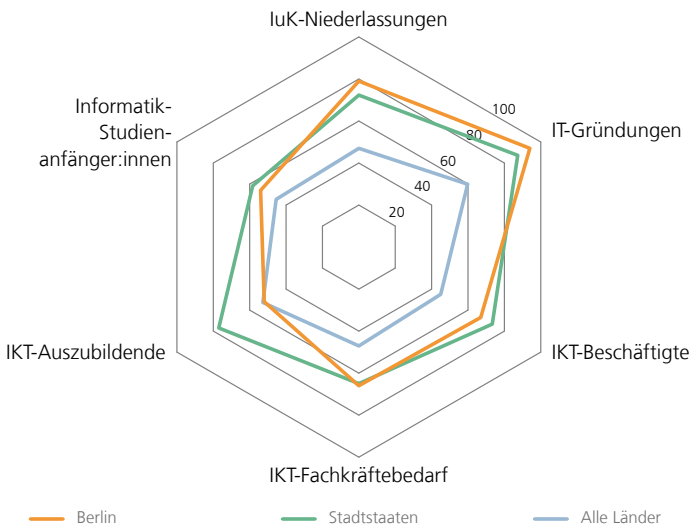 IuK-Niederlassungen
100
IT-Gründungen
Informatik-
Studien-
anfänger:innen
80
60
40
20
IKT-Auszubildende
IKT-Beschäftigte
IKT-Fachkräftebedarf
Berlin
Stadtstaaten
Alle Länder